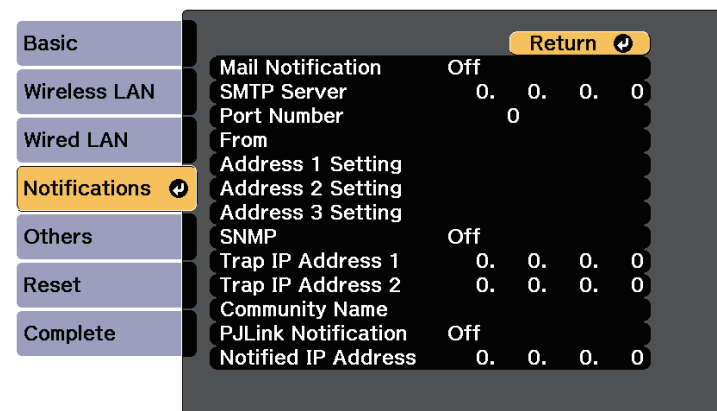 Basic
Wireless LAN
Wired LAN
Notifications
Others
Reset
Complete
Return
Mail Notification Off
SMTP Server 0. 0. 0. 0
Port Number 0
From
Address 1 Setting
Address 2 Setting
Address 3 Setting
SNMP Off
Trap IP Address 1 0. 0. 0. 0
Trap IP Address 2 0. 0. 0. 0
Community Name
PJLink Notification Off
Notified IP Address 0. 0. 0. 0